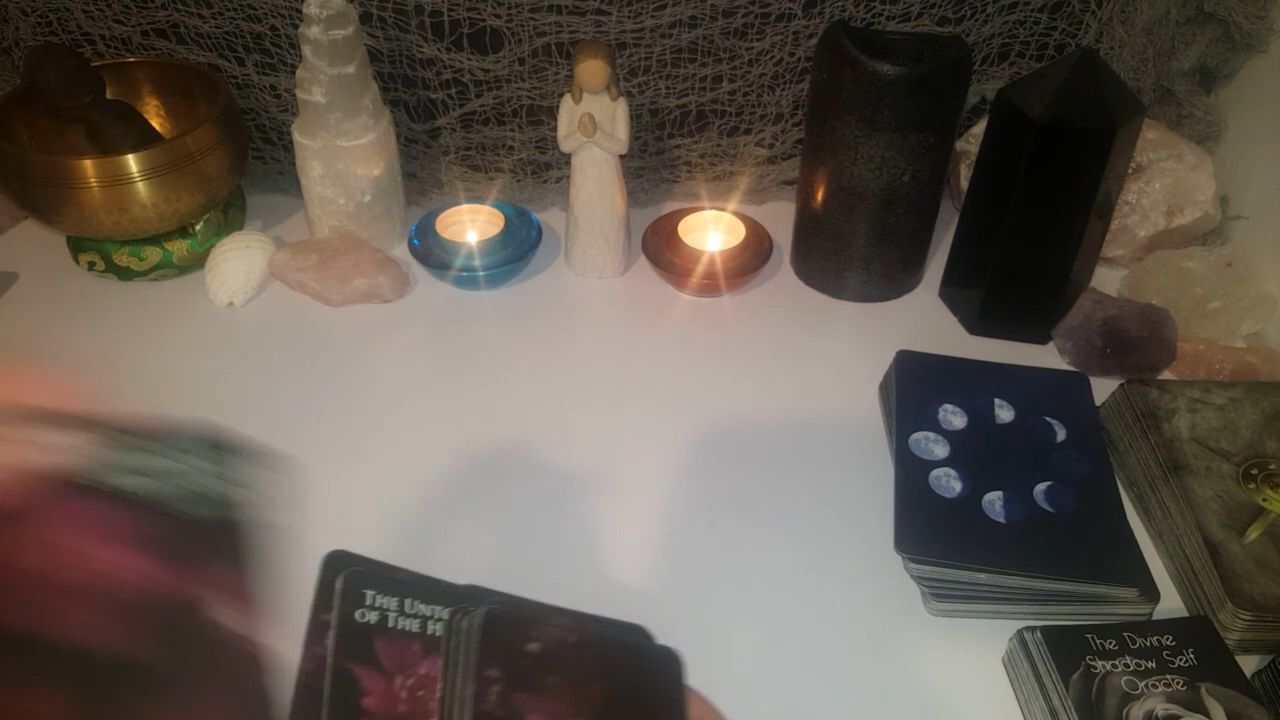 THE UNT
OF THE H
The Divine
Shadow Self
Oracle